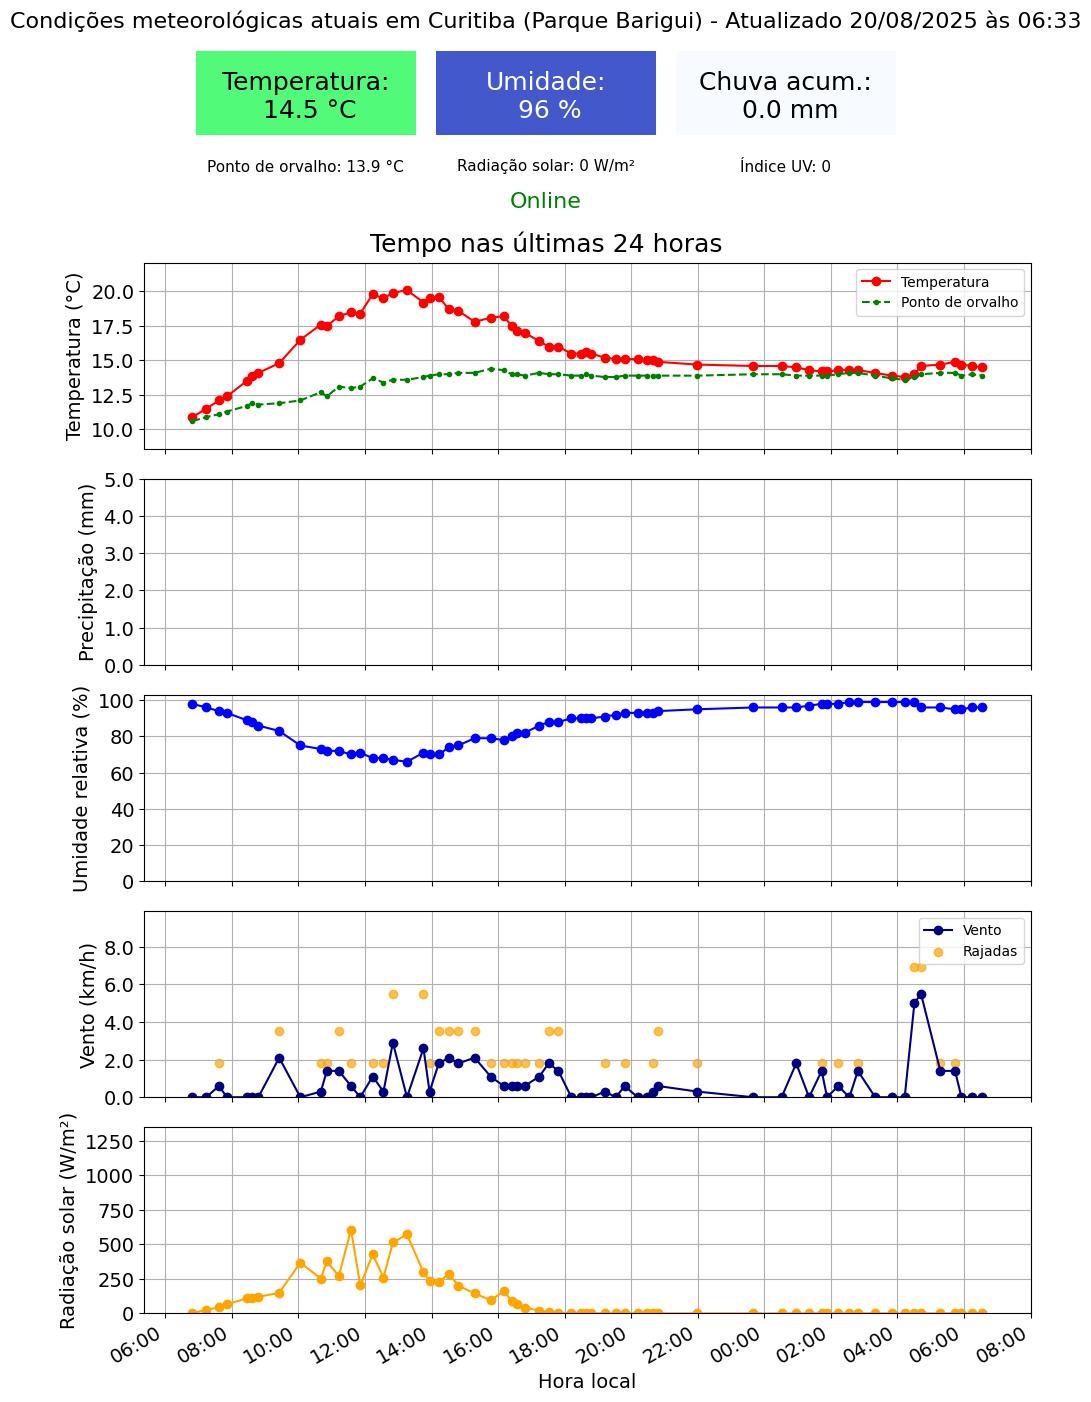 Condições meteorológicas atuais em Curitiba (Parque Barigui) - Atualizado 20/08/2025 às 06:33
Temperatura:
14.5 °C
Umidade:
96 %
Chuva acum.:
0.0 mm
Ponto de orvalho: 13.9 °C
Radiação solar: 0 W/m²
Índice UV: 0
Online
Tempo nas últimas 24 horas
Temperatura (°C)
20.0
17.5
15.0
12.5
10.0
Temperatura
Ponto de orvalho
Precipitação (mm)
5.0
4.0
3.0
2.0
1.0
0.0
Umidade relativa (%)
100
80
60
40
20
0
Vento (km/h)
8.0
6.0
4.0
2.0
0.0
Vento
Rajadas
Radiação solar (W/m²)
1250
1000
750
500
250
0
06:00
08:00
10:00
12:00
14:00
16:00
18:00
20:00
22:00
00:00
02:00
04:00
06:00
08:00
Hora local